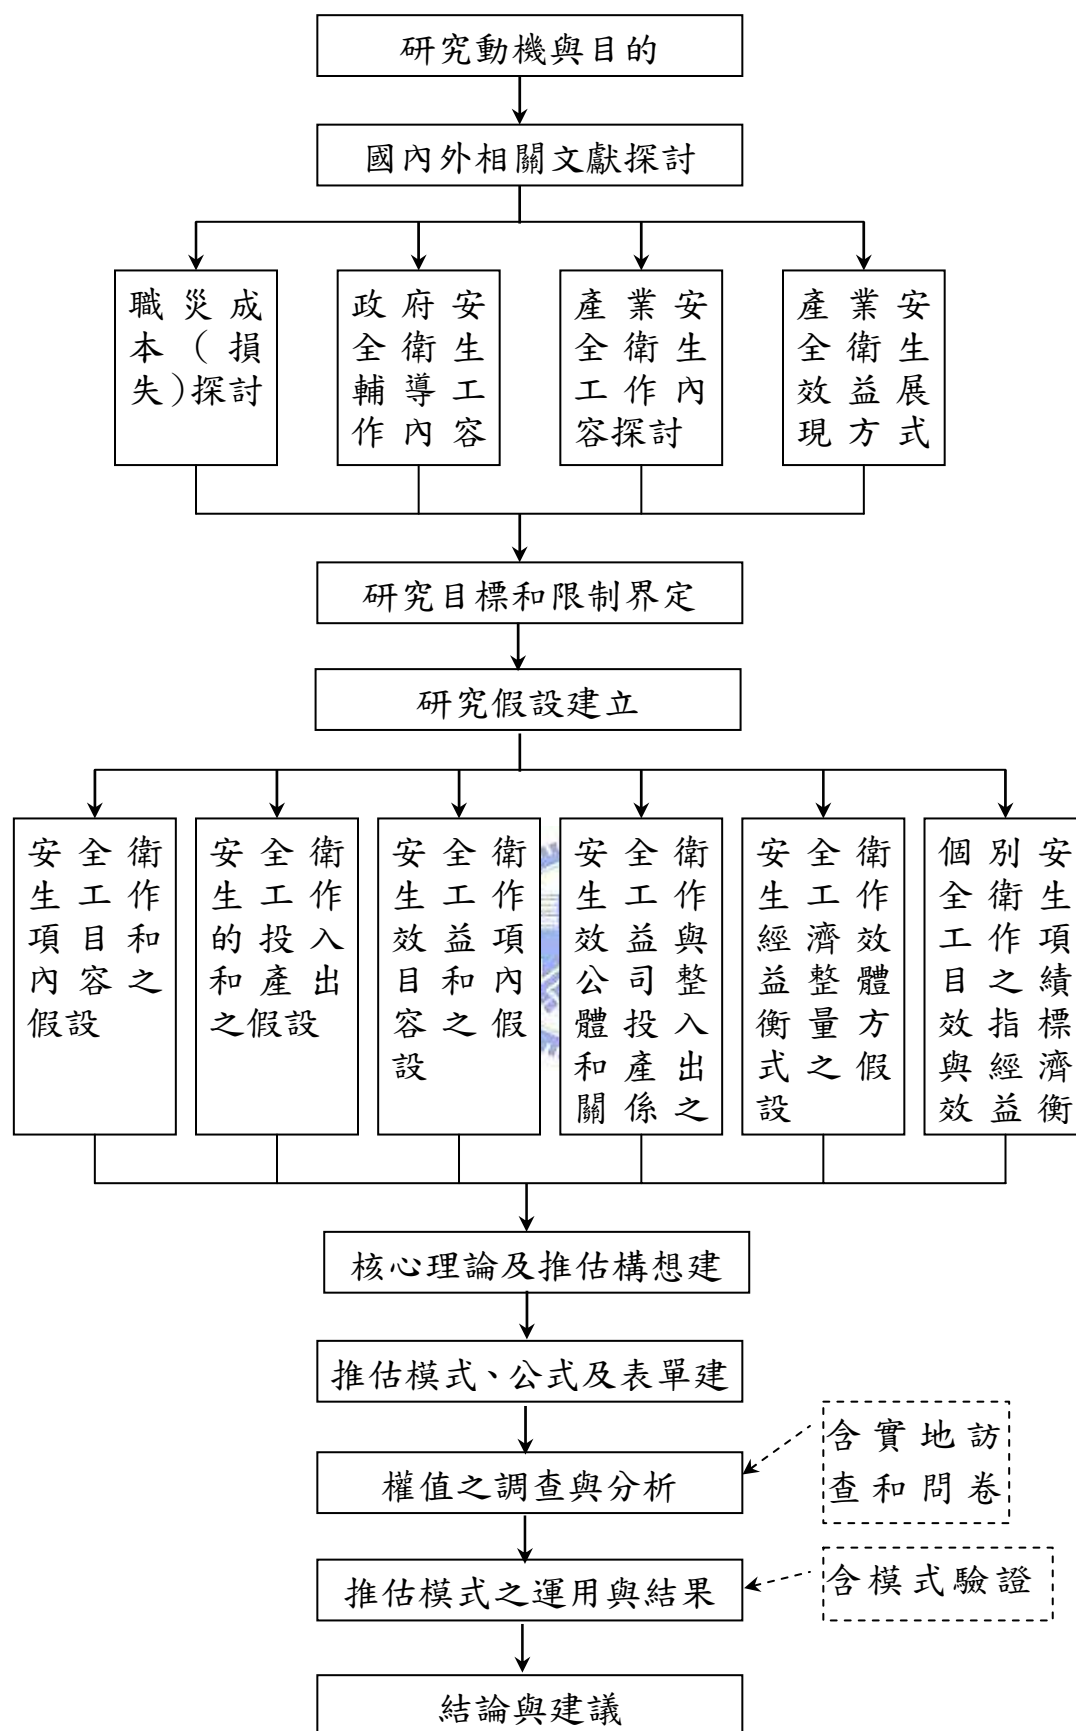 研究動機與目的
國內外相關文獻探討
職災成
本（損
失）探討
政府安
全衛生
輔導工
作內容
產業安
全衛生
工作內
容探討
產業安
全衛生
效益展
現方式
研究目標和限制界定
研究假設建立
安全衛
生工作
項目和
內容之
假設
安全衛
生工作
的投入
和產出
之假設
安全衛
生工作
效益項
目和內
容之假
設
安全衛
生工作
效益與
公司整
體投入
和產出
關係之
安全衛
生工作
經濟效
益整體
衡量方
式之假
設
個別安
全衛生
工作項
目之績
效指標
與經濟
效益衡
核心理論及推估構想建
推估模式、公式及表單建
權值之調查與分析
含實地訪
查和問卷
推估模式之運用與結果
含模式驗證
結論與建議